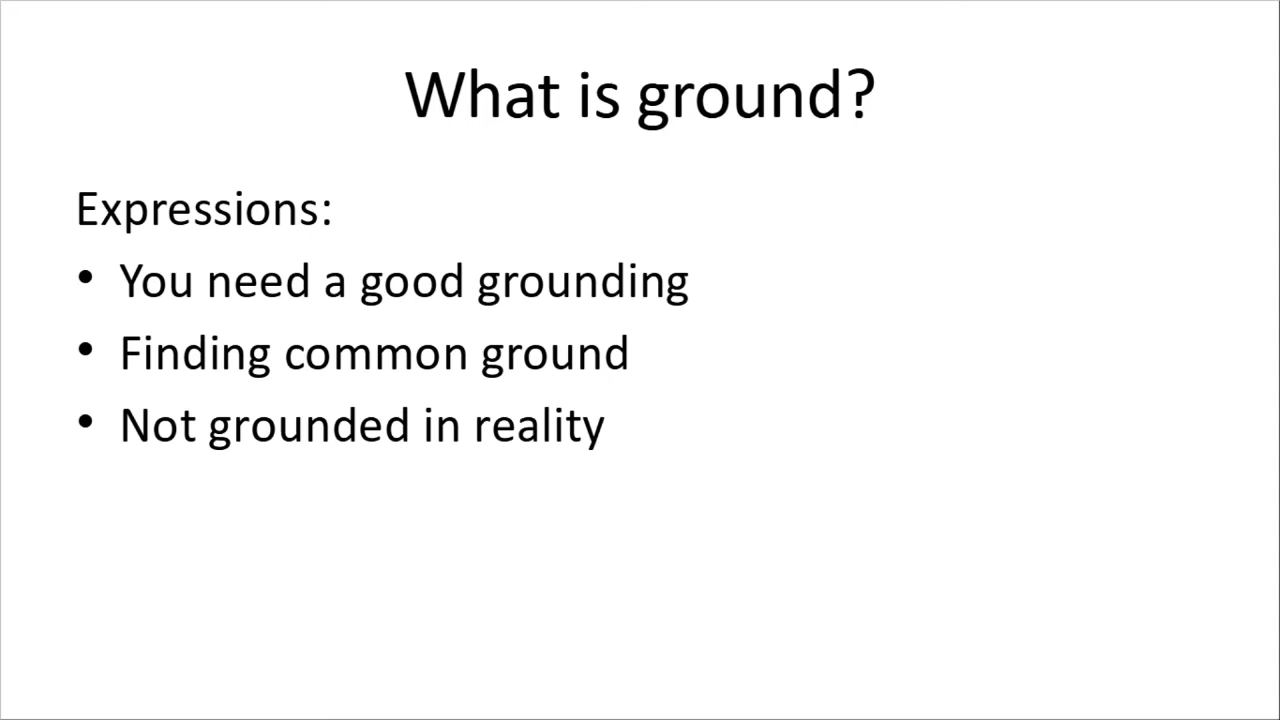 What is ground?
Expressions:
• You need a good grounding
• Finding common ground
• Not grounded in reality